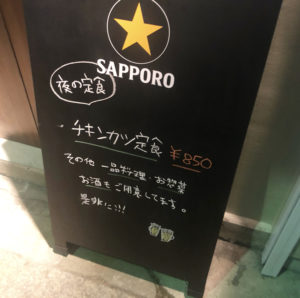 SAPPORO
夜の定食
チキンカツ定食 ¥850
その他 一品料理 お惣菜
お酒もご用意してます。
是非に!!!